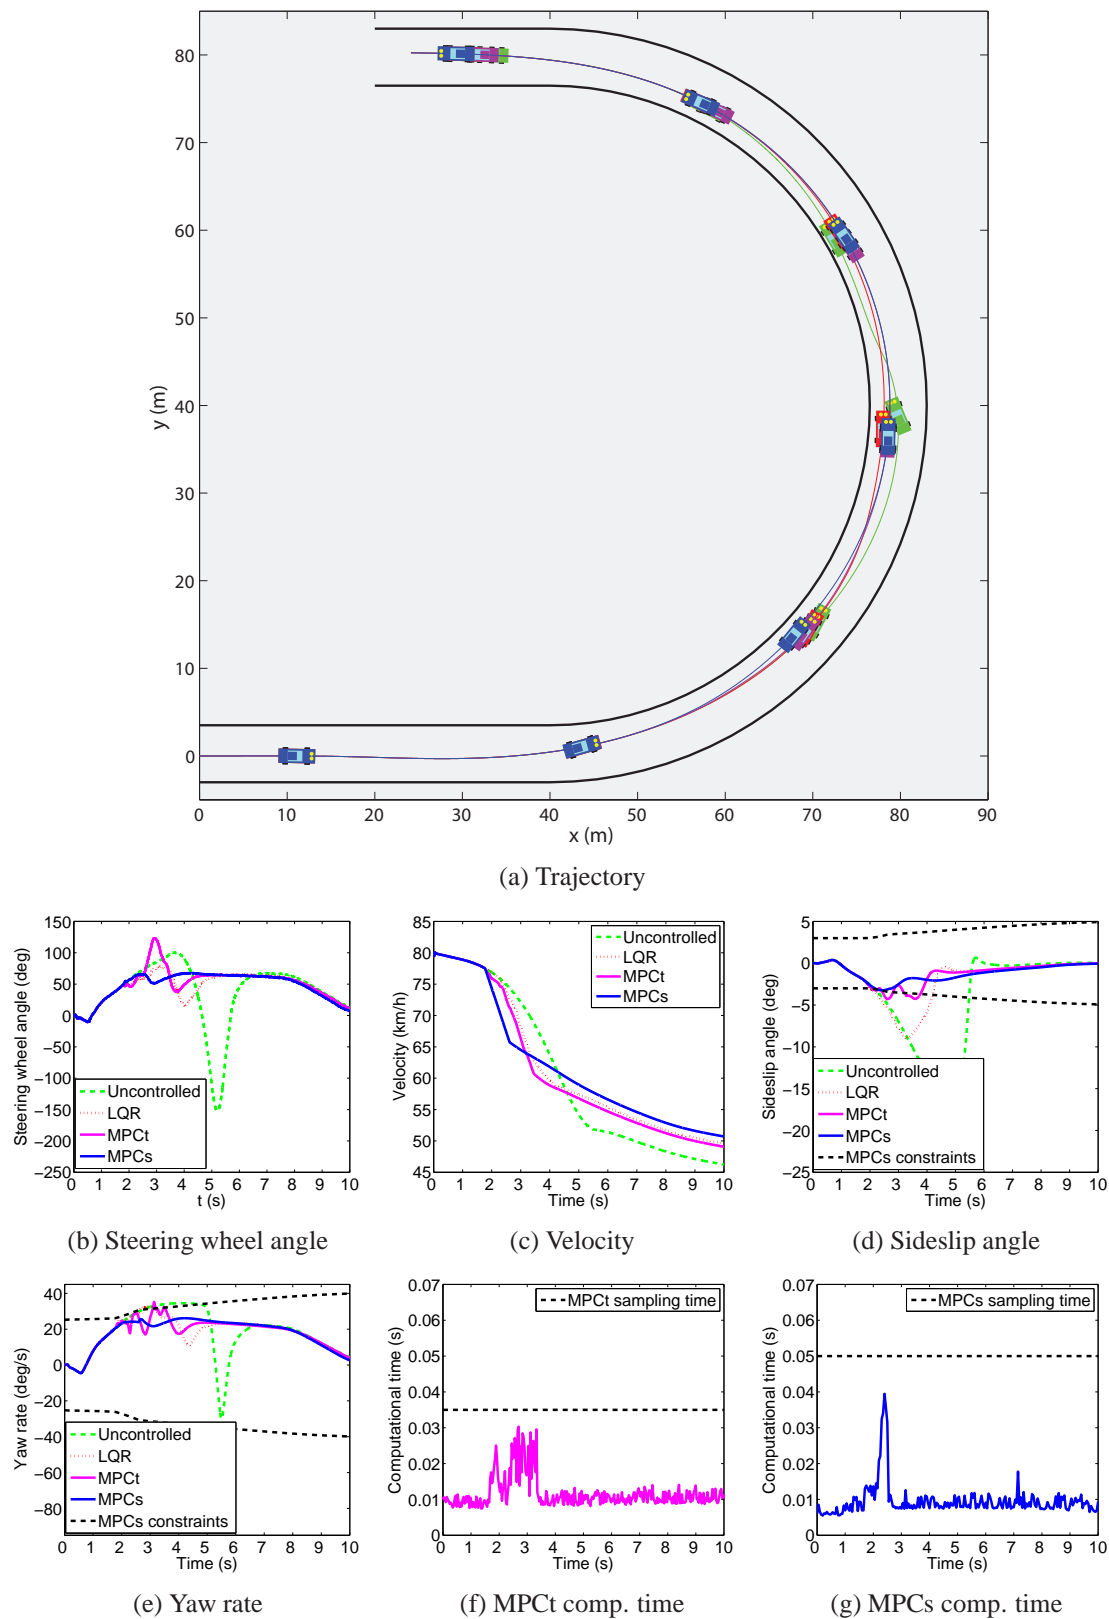 80
70
60
50
40
30
20
10
0
y (m)
0 10 20 30 40 50 60 70 80 90
x (m)
(a) Trajectory
150
100
50
0
−50
−100
−150
−200
−250
Steering wheel angle (deg)
Uncontrolled
LQR
MPCt
MPCs
0 1 2 3 4 5 6 7 8 9 10
t (s)
(b) Steering wheel angle
85
80
75
70
65
60
55
50
45
Velocity (km/h)
Uncontrolled
LQR
MPCt
MPCs
0 1 2 3 4 5 6 7 8 9 10
Time (s)
(c) Velocity
5
0
−5
−10
−15
−20
−25
Sideslip angle (deg)
Uncontrolled
LQR
MPCt
MPCs
MPCs constraints
0 1 2 3 4 5 6 7 8 9 10
Time (s)
(d) Sideslip angle
40
20
0
−20
−40
−60
−80
Yaw rate (deg/s)
Uncontrolled
LQR
MPCt
MPCs
MPCs constraints
0 1 2 3 4 5 6 7 8 9 10
Time (s)
(e) Yaw rate
0.07
0.06
0.05
0.04
0.03
0.02
0.01
0
Computational time (s)
MPCt sampling time
0 1 2 3 4 5 6 7 8 9 10
Time (s)
(f) MPCt comp. time
0.07
0.06
0.05
0.04
0.03
0.02
0.01
0
Computational time (s)
MPCs sampling time
0 1 2 3 4 5 6 7 8 9 10
Time (s)
(g) MPCs comp. time